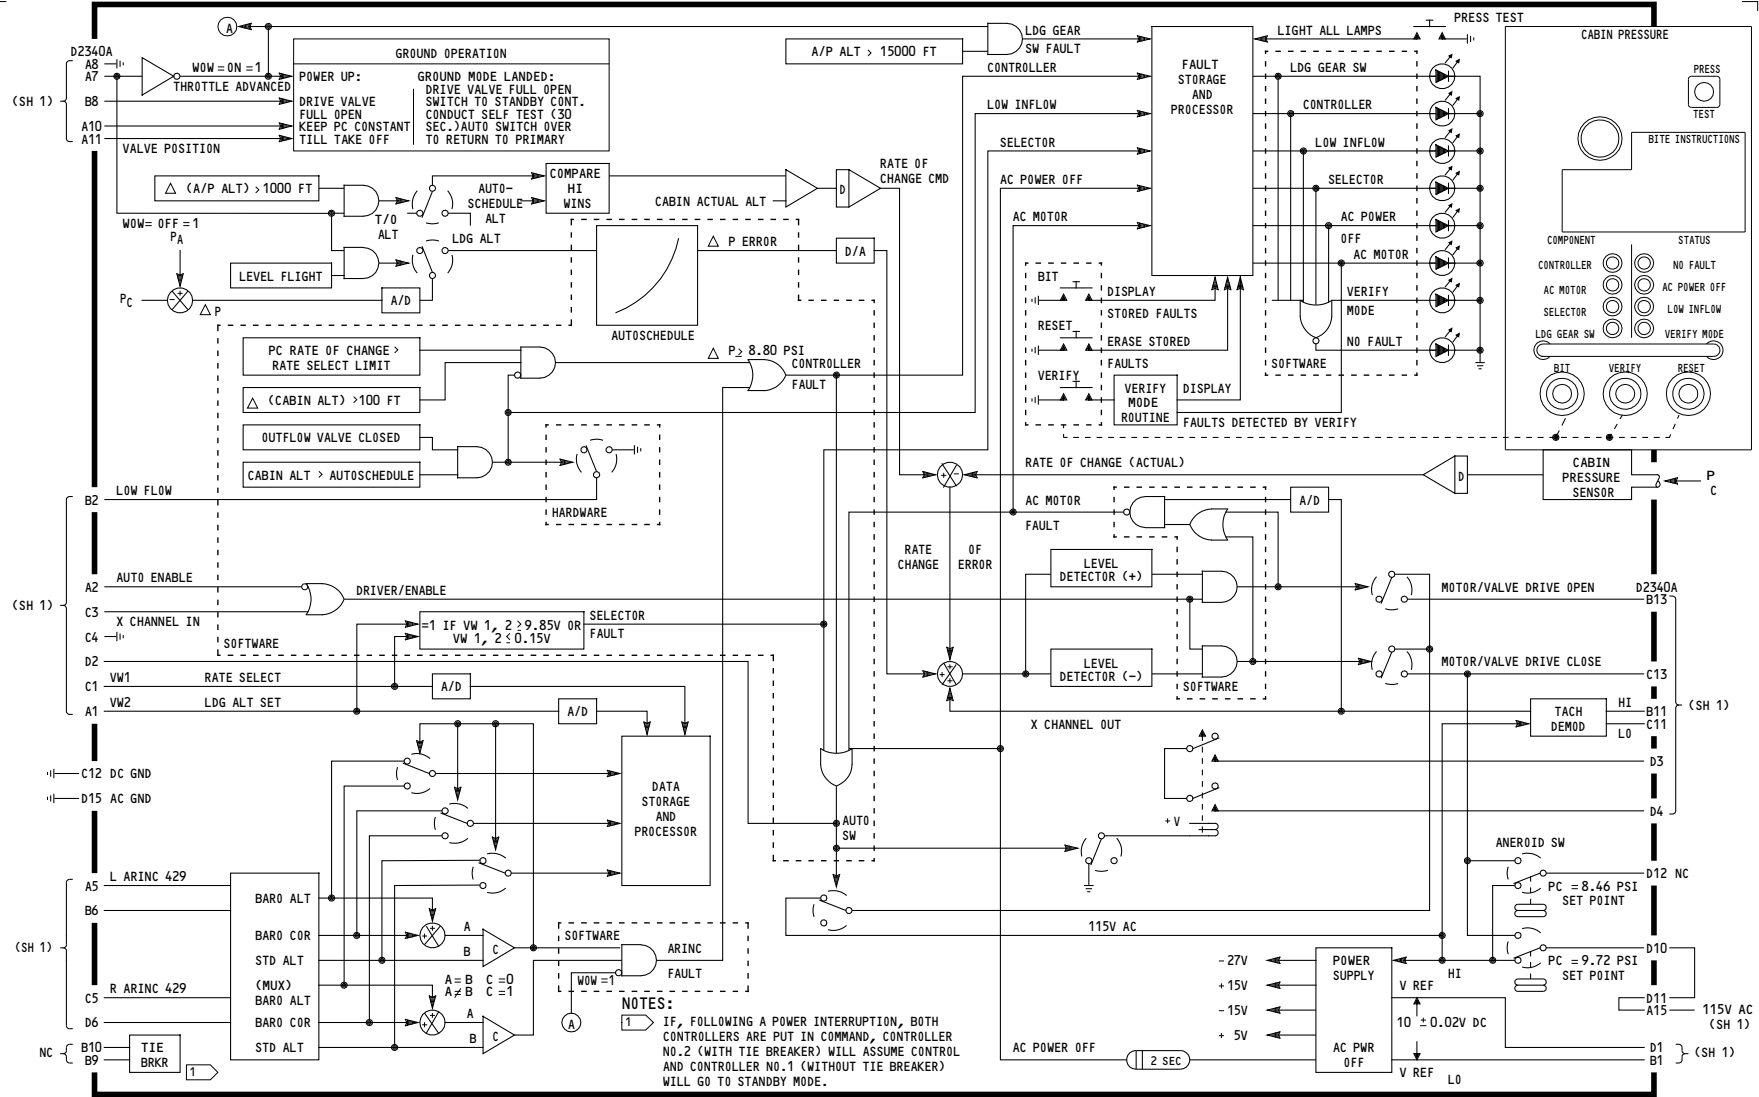 A
LDG GEAR
SW FAULT
A/P ALT > 15000 FT
LIGHT ALL LAMPS
PRESS TEST
CABIN PRESSURE
D2340A
A8
A7
(SH 1)
B8
A10
A11
WOW=ON=1
THROTTLE ADVANCED
VALVE POSITION
GROUND OPERATION
POWER UP:
DRIVE VALVE
FULL OPEN
KEEP PC CONSTANT
TILL TAKE OFF
GROUND MODE LANDED:
DRIVE VALVE FULL OPEN
SWITCH TO STANDBY CONT.
CONDUCT SELF TEST (30
SEC.)AUTO SWITCH OVER
TO RETURN TO PRIMARY
CONTROLLER
LOW INFLOW
SELECTOR
AC POWER OFF
AC MOTOR
FAULT
STORAGE
AND
PROCESSOR
LDG GEAR SW
CONTROLLER
LOW INFLOW
SELECTOR
AC POWER
OFF
AC MOTOR
VERIFY
MODE
NO FAULT
SOFTWARE
PRESS
TEST
BITE INSTRUCTIONS
COMPONENT
STATUS
CONTROLLER
NO FAULT
AC MOTOR
AC POWER OFF
SELECTOR
LOW INFLOW
LDG GEAR SW
VERIFY MODE
BIT
VERIFY
RESET
△ (A/P ALT) >1000 FT
WOW= OFF =1
T/O
ALT
AUTO-
SCHEDULE
ALT
COMPARE
HI
WINS
CABIN ACTUAL ALT
D
RATE OF
CHANGE CMD
LEVEL FLIGHT
LDG ALT
PA
PC
△ P
A/D
AUTOSCHEDULE
△ P ERROR
D/A
BIT
DISPLAY
STORED FAULTS
RESET
ERASE STORED
FAULTS
VERIFY
VERIFY
MODE
ROUTINE
DISPLAY
FAULTS DETECTED BY VERIFY
PC RATE OF CHANGE >
RATE SELECT LIMIT
△ (CABIN ALT) >100 FT
OUTFLOW VALVE CLOSED
CABIN ALT > AUTOSCHEDULE
△ P≥ 8.80 PSI
CONTROLLER
FAULT
HARDWARE
RATE OF CHANGE (ACTUAL)
D
CABIN
PRESSURE
SENSOR
P
C
B2
LOW FLOW
AC MOTOR
FAULT
A/D
RATE OF
CHANGE ERROR
LEVEL
DETECTOR (+)
LEVEL
DETECTOR (-)
SOFTWARE
A2
AUTO ENABLE
(SH 1)
C3
X CHANNEL IN
C4
D2
C1
VW1
RATE SELECT
A/D
A1
VW2
LDG ALT SET
A/D
DRIVER/ENABLE
SOFTWARE
=1 IF VW 1, 2 ≥9.85V OR
VW 1, 2 ≤ 0.15V
SELECTOR
FAULT
MOTOR/VALVE DRIVE OPEN
D2340A
B13
MOTOR/VALVE DRIVE CLOSE
C13
X CHANNEL OUT
TACH
DEMOD
HI
B11
C11
LO
(SH 1)
D3
D4
+V
C12 DC GND
D15 AC GND
DATA
STORAGE
AND
PROCESSOR
AUTO
SW
115V AC
ANEROID SW
D12 NC
PC =8.46 PSI
SET POINT
D10
PC =9.72 PSI
SET POINT
D11
A15
115V AC
(SH 1)
A5
L ARINC 429
B6
(SH 1)
C5
R ARINC 429
D6
NC
B10
B9
TIE
BRKR
1
BARO ALT
BARO COR
STD ALT
(MUX)
BARO ALT
BARO COR
STD ALT
A
B
C
A=B C=0
A≠B C=1
A
B
C
SOFTWARE
WOW=1
ARINC
FAULT
A
NOTES:
1 IF, FOLLOWING A POWER INTERRUPTION, BOTH
CONTROLLERS ARE PUT IN COMMAND, CONTROLLER
NO.2 (WITH TIE BREAKER) WILL ASSUME CONTROL
AND CONTROLLER NO.1 (WITHOUT TIE BREAKER)
WILL GO TO STANDBY MODE.
-27V
+15V
-15V
+ 5V
POWER
SUPPLY
AC PWR
OFF
HI
V REF
10 ±0.02V DC
V REF
LO
AC POWER OFF
2 SEC
D1
B1
(SH 1)